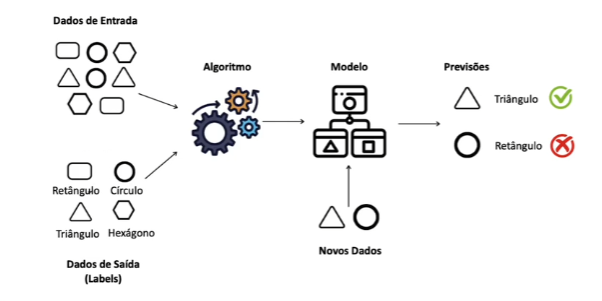 Dados de Entrada
Algoritmo
Modelo
Previsões
Triângulo
Retângulo
Retângulo Círculo
Triângulo Hexágono
Dados de Saída
(Labels)
Novos Dados